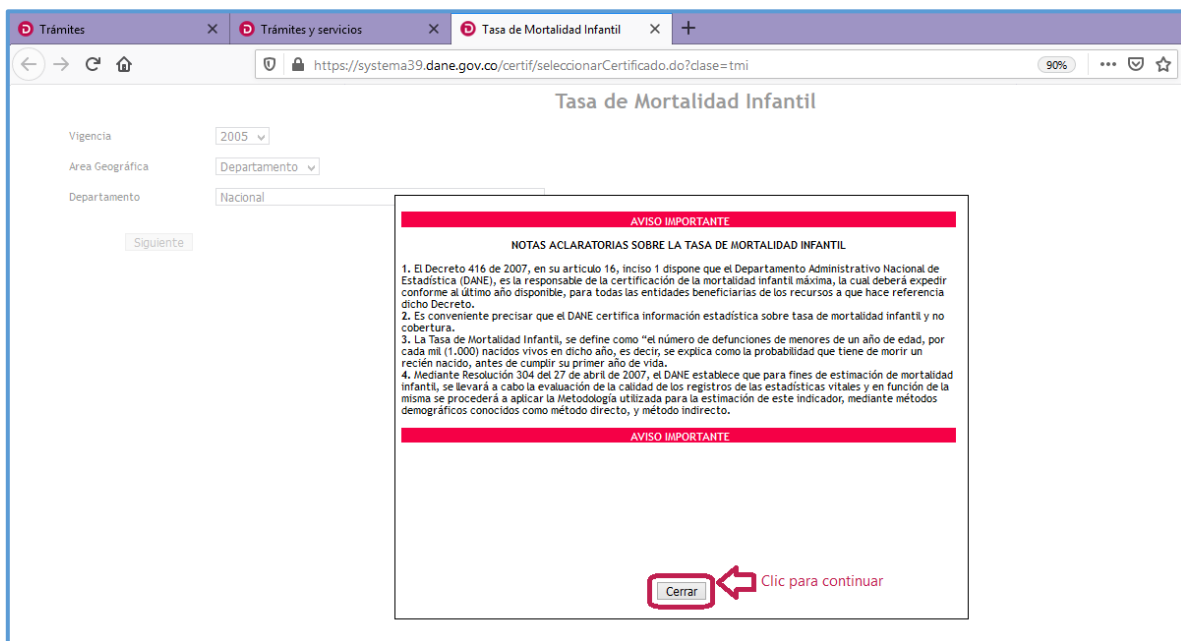 Trámites
Trámites y servicios
Tasa de Mortalidad Infantil
https://systema39.dane.gov.co/certif/seleccionarCertificado.do?clase=tmi
90%
Tasa de Mortalidad Infantil
Vigencia
2005
Area Geográfica
Departamento
Departamento
Nacional
Siguiente
AVISO IMPORTANTE
NOTAS ACLARATORIAS SOBRE LA TASA DE MORTALIDAD INFANTIL
1. El Decreto 416 de 2007, en su articulo 16, inciso 1 dispone que el Departamento Administrativo Nacional de
Estadística (DANE), es la responsable de la certificación de la mortalidad infantil máxima, la cual deberá expedir
conforme al último año disponible, para todas las entidades beneficiarias de los recursos a que hace referencia
dicho Decreto.
2. Es conveniente precisar que el DANE certifica información estadística sobre tasa de mortalidad infantil y no
cobertura.
3. La Tasa de Mortalidad Infantil, se define como "el número de defunciones de menores de un año de edad, por
cada mil (1.000) nacidos vivos en dicho año, es decir, se explica como la probabilidad que tiene de morir un
recién nacido, antes de cumplir su primer año de vida.
4. Mediante Resolución 304 del 27 de abril de 2007, el DANE establece que para fines de estimación de mortalidad
infantil, se llevará a cabo la evaluación de la calidad de los registros de las estadísticas vitales y en función de la
misma se procederá a aplicar la Metodología utilizada para la estimación de este indicador, mediante métodos
demográficos conocidos como método directo, y método indirecto.
AVISO IMPORTANTE
Cerrar
Clic para continuar